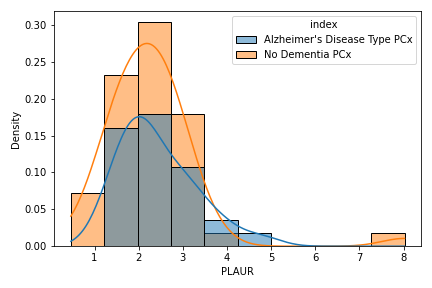 index
Alzheimer's Disease Type PCx
No Dementia PCx
0.30
0.25
0.20
0.15
0.10
0.05
0.00
Density
1 2 3 4 5 6 7 8
PLAUR